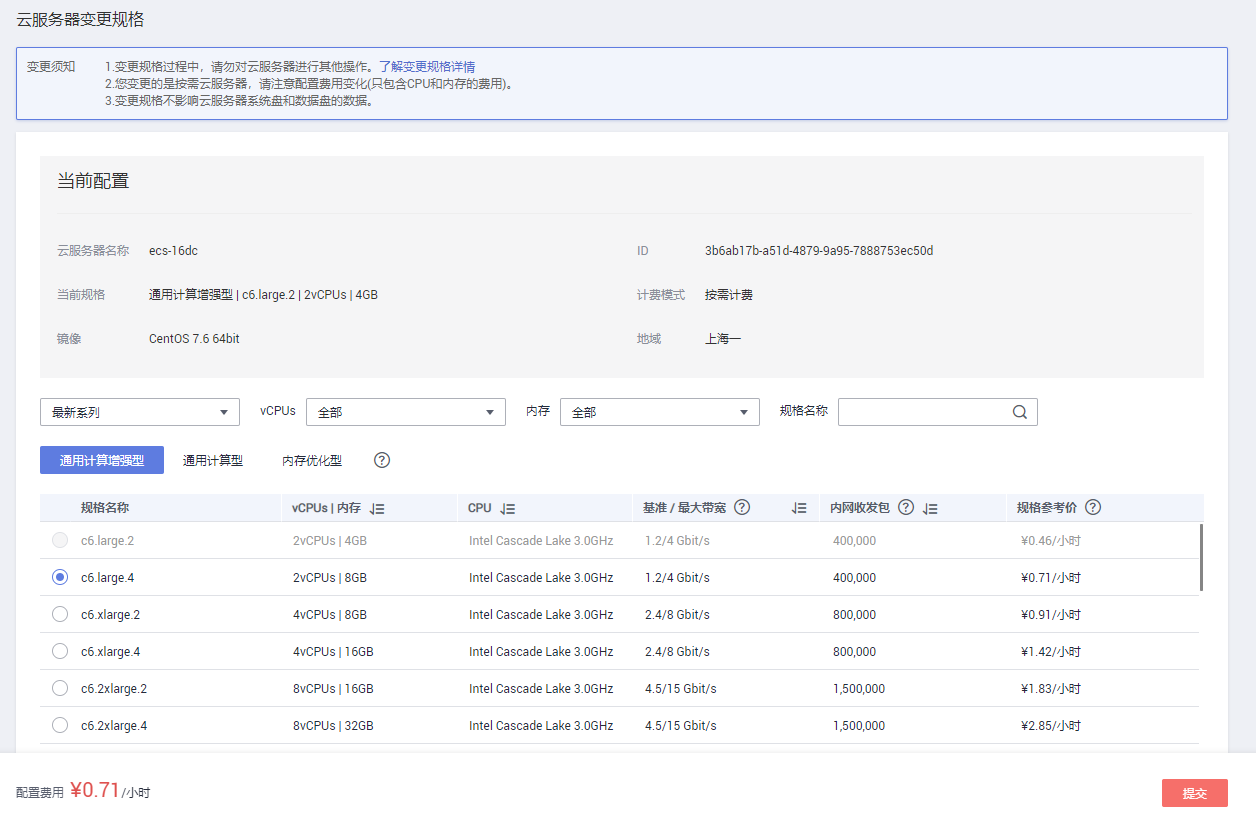 云服务器变更规格
变更须知
1.变更规格过程中，请勿对云服务器进行其他操作。了解变更规格详情
2.您变更的是按需云服务器，请注意配置费用变化(只包含CPU和内存的费用)。
3.变更规格不影响云服务器系统盘和数据盘的数据。
当前配置
云服务器名称 ecs-16dc ID 3b6ab17b-a51d-4879-9a95-7888753ec50d
当前规格 通用计算增强型 | c6.large.2 | 2vCPUs | 4GB 计费模式 按需计费
镜像 CentOS 7.6 64bit 地域 上海一
最新系列 vCPUs 全部 内存 全部 规格名称
通用计算增强型 通用计算型 内存优化型 ?
规格名称 vCPUs | 内存 CPU 基准 / 最大带宽 ? 内网收发包 ? 规格参考价 ?
c6.large.2 2vCPUs | 4GB Intel Cascade Lake 3.0GHz 1.2/4 Gbit/s 400,000 ¥0.46/小时
c6.large.4 2vCPUs | 8GB Intel Cascade Lake 3.0GHz 1.2/4 Gbit/s 400,000 ¥0.71/小时
c6.xlarge.2 4vCPUs | 8GB Intel Cascade Lake 3.0GHz 2.4/8 Gbit/s 800,000 ¥0.91/小时
c6.xlarge.4 4vCPUs | 16GB Intel Cascade Lake 3.0GHz 2.4/8 Gbit/s 800,000 ¥1.42/小时
c6.2xlarge.2 8vCPUs | 16GB Intel Cascade Lake 3.0GHz 4.5/15 Gbit/s 1,500,000 ¥1.83/小时
c6.2xlarge.4 8vCPUs | 32GB Intel Cascade Lake 3.0GHz 4.5/15 Gbit/s 1,500,000 ¥2.85/小时
配置费用 ¥0.71/小时 提交